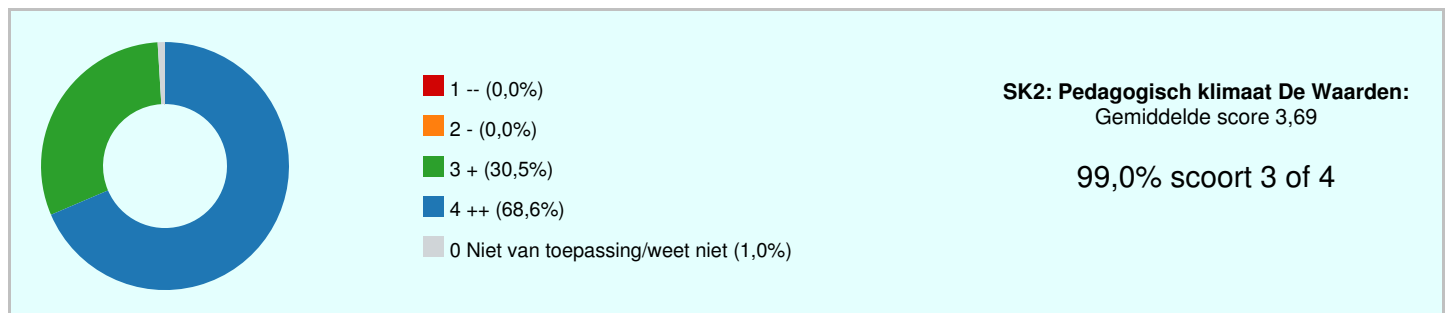 1 -- (0,0%)
2 - (0,0%)
3 + (30,5%)
4 ++ (68,6%)
0 Niet van toepassing/weet niet (1,0%)
SK2: Pedagogisch klimaat De Waarden:
Gemiddelde score 3,69
99,0% scoort 3 of 4